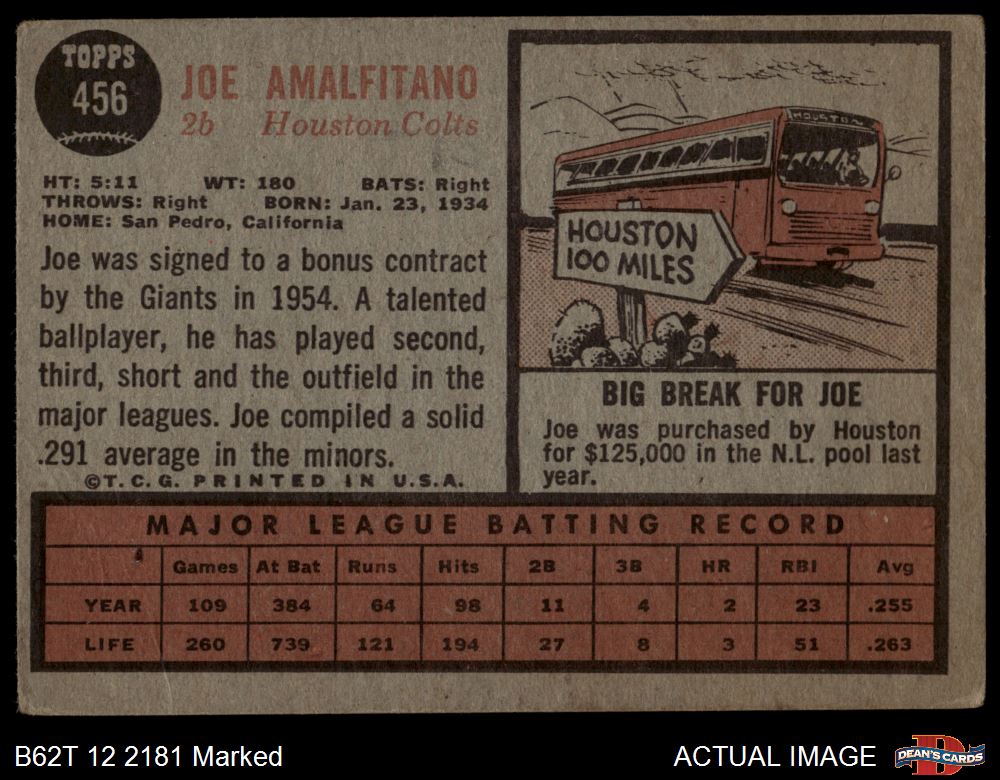 TOPPS
456
JOE AMALFITANO
2b Houston Colts
HT: 5:11 WT: 180 BATS: Right
THROWS: Right BORN: Jan. 23, 1934
HOME: San Pedro, California
Joe was signed to a bonus contract
by the Giants in 1954. A talented
ballplayer, he has played second,
third, short and the outfield in the
major leagues. Joe compiled a solid
.291 average in the minors.
©T.C.G. PRINTED IN U.S.A.
HOUSTON
HOUSTON
100 MILES
BIG BREAK FOR JOE
Joe was purchased by Houston
for $125,000 in the N.L. pool last
year.
MAJOR LEAGUE BATTING RECORD
Games At Bat Runs Hits 2B 3B HR RBI Avg
YEAR 109 384 64 98 11 4 2 23 .255
LIFE 260 739 121 194 27 8 3 51 .263
B62T 12 2181 Marked
ACTUAL IMAGE
DEAN'S CARDS